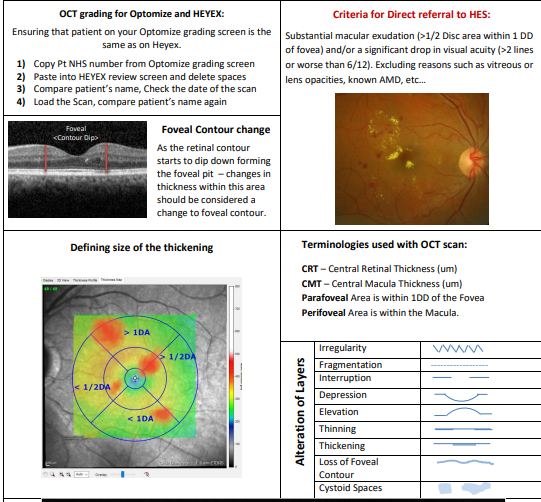 OCT grading for Optomize and HEYEX:
Ensuring that patient on your Optomize grading screen is the
same as on Heyex.
1) Copy Pt NHS number from Optomize grading screen
2) Paste into HEYEX review screen and delete spaces
3) Compare patient's name, Check the date of the scan
4) Load the Scan, compare patient's name again
Criteria for Direct referral to HES:
Substantial macular exudation (>1/2 Disc area within 1 DD
of fovea) and/or a significant drop in visual acuity (>2 lines
or worse than 6/12). Excluding reasons such as vitreous or
lens opacities, known AMD, etc...
Foveal
<Contour Dip>
Foveal Contour change
As the retinal contour
starts to dip down forming
the foveal pit – changes in
thickness within this area
should be considered a
change to foveal contour.
Defining size of the thickening
Display 3D View Thickness Profile Thickness Map
> 1DA
> 1/2DA
< 1/2DA
< 1DA
Overlay:
Terminologies used with OCT scan:
CRT – Central Retinal Thickness (um)
CMT – Central Macula Thickness (um)
Parafoveal Area is within 1DD of the Fovea
Perifoveal Area is within the Macula.
Alteration of Layers
Irregularity
Fragmentation
Interruption
Depression
Elevation
Thinning
Thickening
Loss of Foveal
Contour
Cystoid Spaces